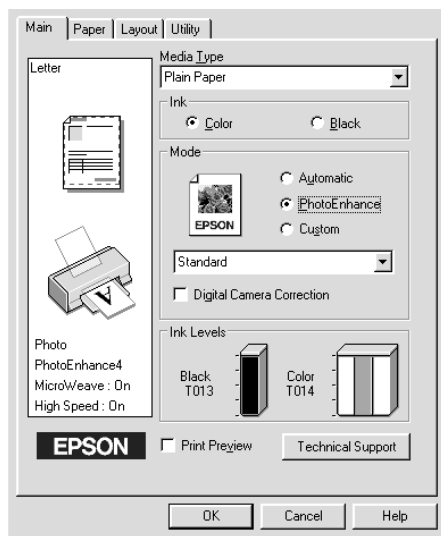 Main Paper Layout Utility
Letter
Media Type
Plain Paper
Ink
Color Black
Mode
EPSON
Automatic
PhotoEnhance
Custom
Standard
Digital Camera Correction
A
Photo
PhotoEnhance4
MicroWeave : On
High Speed : On
Ink Levels
Black
T013
Color
T014
EPSON
Print Preview
Technical Support
OK Cancel Help